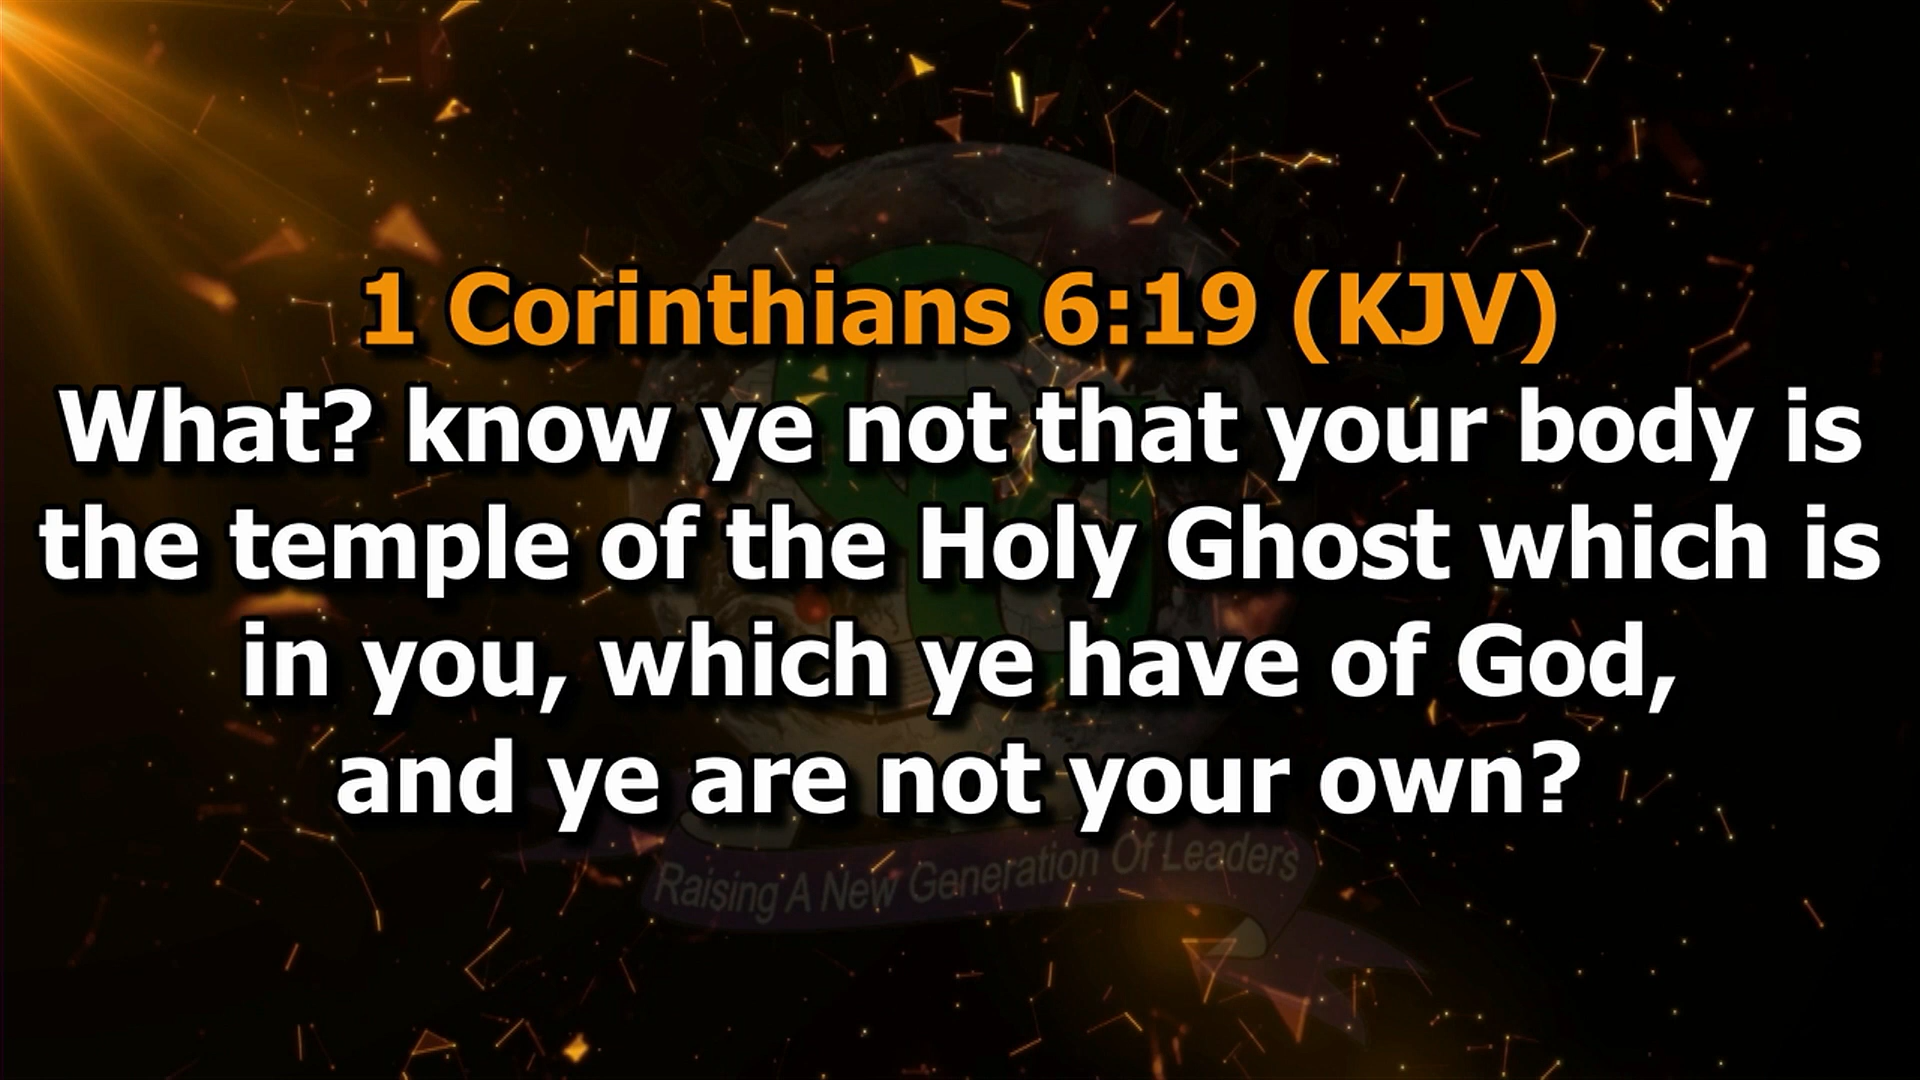 1 Corinthians 6:19 (KJV)
What? know ye not that your body is
the temple of the Holy Ghost which is
in you, which ye have of God,
and ye are not your own?
Raising A New Generation Of Leaders